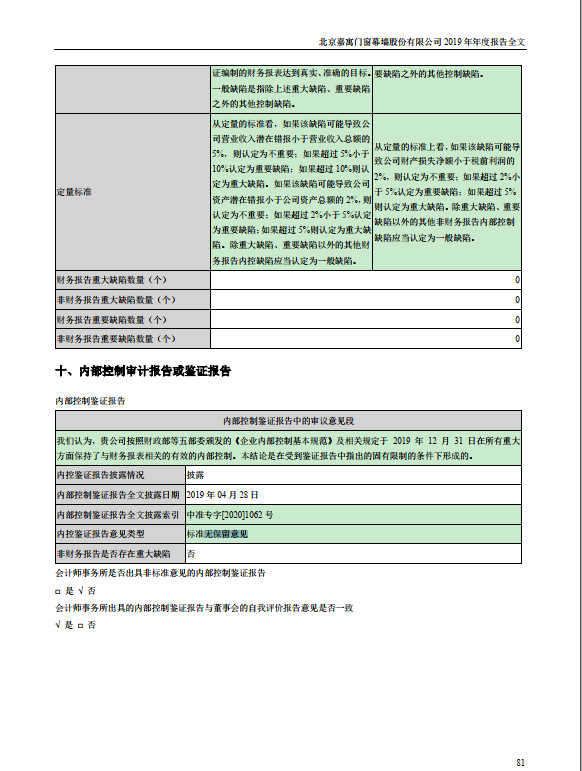 北京嘉寓门窗幕墙股份有限公司 2019 年年度报告全文
证编制的财务报表达到真实、准确的目标。
一般缺陷是指除上述重大缺陷、重要缺陷
之外的其他控制缺陷。
要缺陷之外的其他控制缺陷。
定量标准
从定量的标准看，如果该缺陷可能导致公
司营业收入潜在错报小于营业收入总额的
5%，则认定为不重要；如果超过 5%小于
10%认定为重要缺陷；如果超过 10%则认
定为重大缺陷。如果该缺陷可能导致公司
资产潜在错报小于公司资产总额的 2%，则
认定为不重要；如果超过 2%小于 5%认定
为重要缺陷；如果超过 5%则认定为重大缺
陷。除重大缺陷、重要缺陷以外的其他财
务报告内控缺陷应当认定为一般缺陷。
从定量的标准上看，如果该缺陷可能导
致公司财产损失净额小于税前利润的
2%，则认定为不重要；如果超过 2%小
于 5%认定为重要缺陷；如果超过 5%
则认定为重大缺陷。除重大缺陷、重要
缺陷以外的其他非财务报告内部控制
缺陷应当认定为一般缺陷。
财务报告重大缺陷数量（个） 0
非财务报告重大缺陷数量（个） 0
财务报告重要缺陷数量（个） 0
非财务报告重要缺陷数量（个） 0
十、内部控制审计报告或鉴证报告
内部控制鉴证报告
内部控制鉴证报告中的审议意见段
我们认为，贵公司按照财政部等五部委颁发的《企业内部控制基本规范》及相关规定于 2019 年 12 月 31 日在所有重大
方面保持了与财务报表相关的有效的内部控制。本结论是在受到鉴证报告中指出的固有限制的条件下形成的。
内控鉴证报告披露情况 披露
内部控制鉴证报告全文披露日期 2019 年 04 月 28 日
内部控制鉴证报告全文披露索引 中准专字[2020]1062 号
内控鉴证报告意见类型 标准无保留意见
非财务报告是否存在重大缺陷 否
会计师事务所是否出具非标准意见的内部控制鉴证报告
□ 是 √ 否
会计师事务所出具的内部控制鉴证报告与董事会的自我评价报告意见是否一致
√ 是 □ 否
81